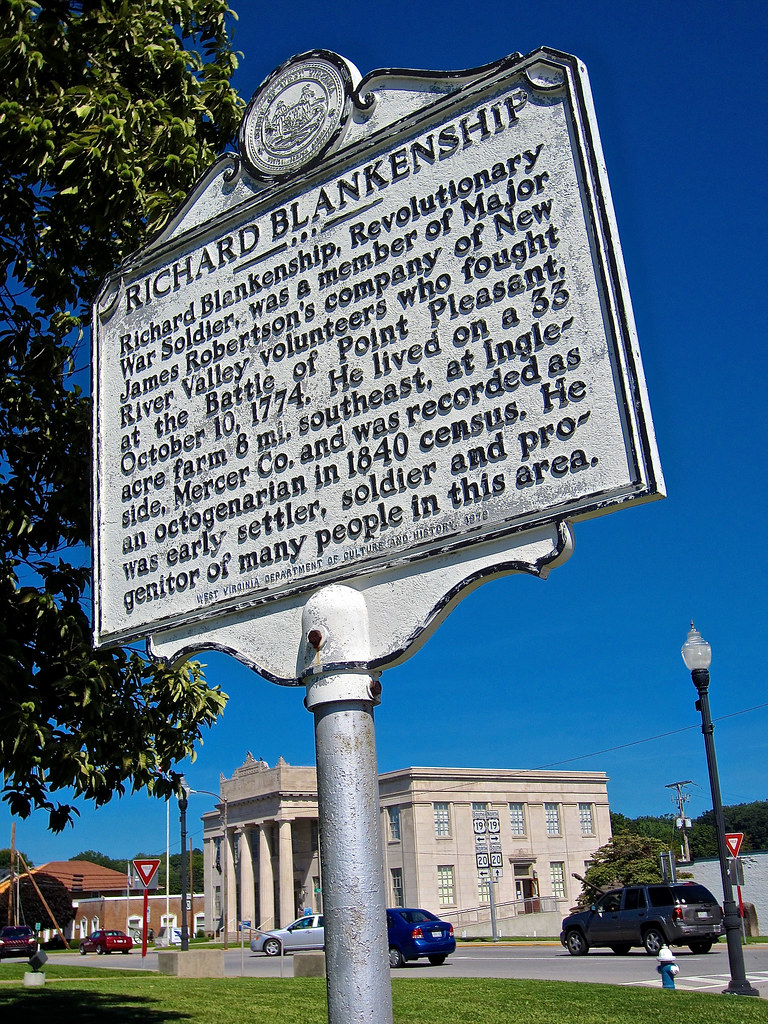 RICHARD BLANKENSHIP
Richard Blankenship, Revolutionary
War Soldier, was a member of Major
James Robertson's company of New
River Valley volunteers who fought
at the Battle of Point Pleasant,
October 10, 1774. He lived on a 33
acre farm 8 mi. southeast, at Ingle-
side, Mercer Co. and was recorded as
an octogenarian in 1840 census. He
was early settler, soldier and pro-
genitor of many people in this area.
WEST VIRGINIA DEPARTMENT OF CULTURE AND HISTORY, 1978
19 19
20 20